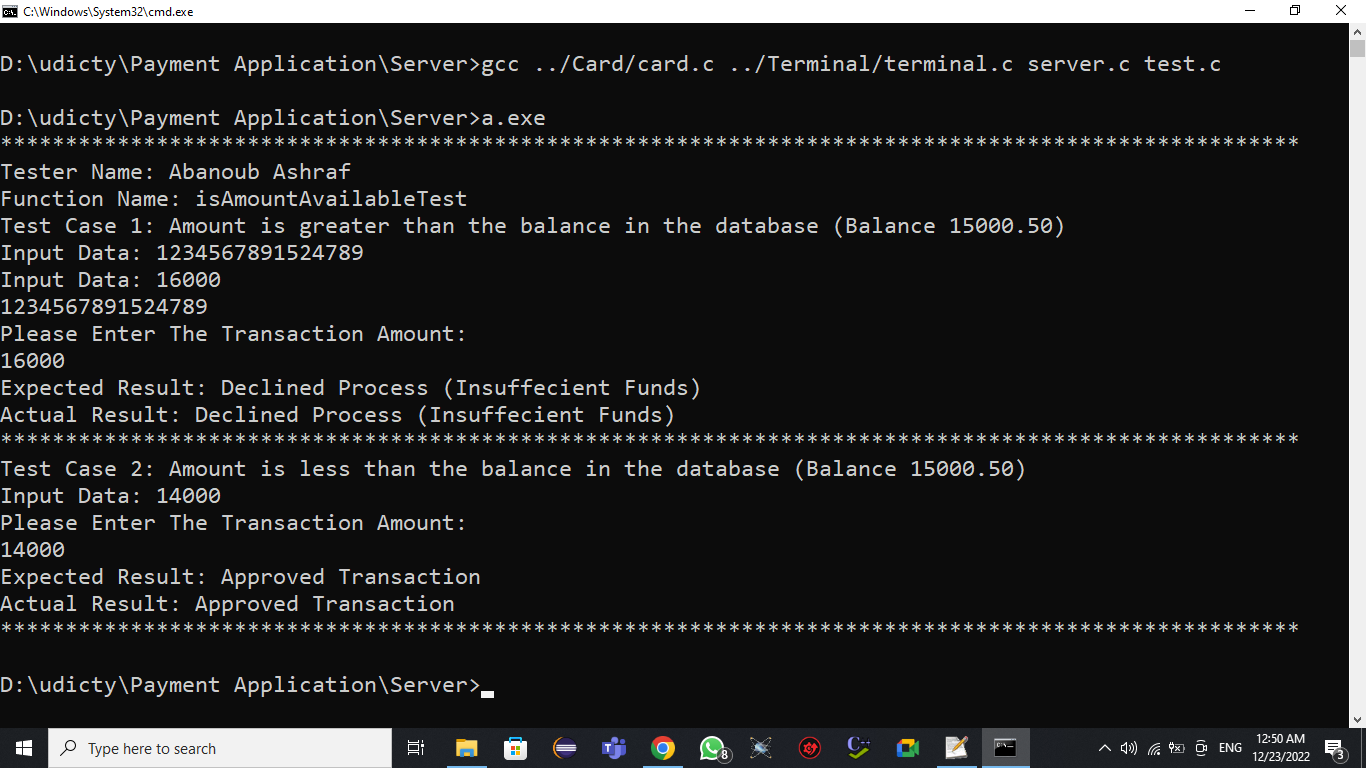 C:\Windows\System32\cmd.exe
D:\udicty\Payment Application\Server>gcc ../Card/card.c ../Terminal/terminal.c server.c test.c
D:\udicty\Payment Application\Server>a.exe
****************************************************************************************************
Tester Name: Abanoub Ashraf
Function Name: isAmountAvailableTest
Test Case 1: Amount is greater than the balance in the database (Balance 15000.50)
Input Data: 1234567891524789
Input Data: 16000
1234567891524789
Please Enter The Transaction Amount:
16000
Expected Result: Declined Process (Insuffecient Funds)
Actual Result: Declined Process (Insuffecient Funds)
****************************************************************************************************
Test Case 2: Amount is less than the balance in the database (Balance 15000.50)
Input Data: 14000
Please Enter The Transaction Amount:
14000
Expected Result: Approved Transaction
Actual Result: Approved Transaction
****************************************************************************************************
D:\udicty\Payment Application\Server>
Type here to search
8
C++
ENG
12:50 AM
12/23/2022
3